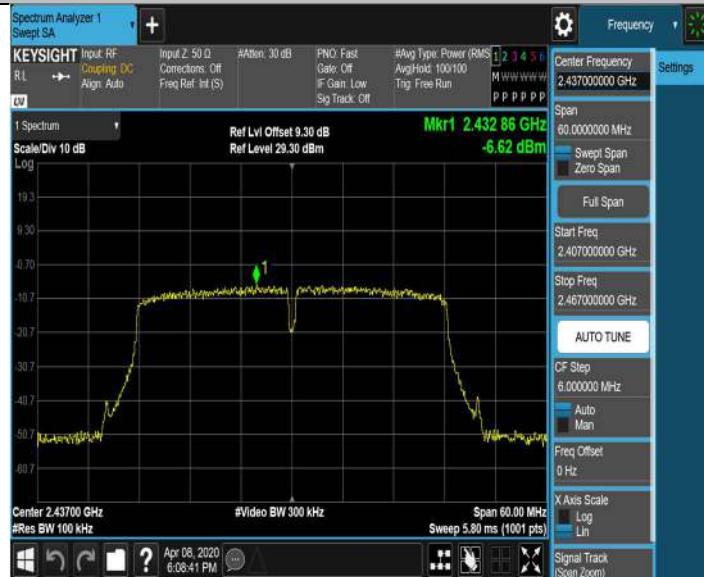 Spectrum Analyzer 1
Swept SA
Frequency
KEYSIGHT
RL
Input: RF
Coupling: DC
Align: Auto
Input Z: 50 Ω
Corrections: Off
Freq Ref: Int (S)
#Atten: 30 dB
PNO: Fast
Gate: Off
IF Gain: Low
Sig Track: Off
#Avg Type: Power (RMS
Avg|Hold: 100/100
Trig: Free Run
1 2 3 4 5 6
M W W W W W
P P P P P P
1 Spectrum
Scale/Div 10 dB
Log
Ref Lvl Offset 9.30 dB
Ref Level 29.30 dBm
Mkr1 2.432 86 GHz
-6.62 dBm
19.3
9.30
-0.70
-10.7
-20.7
-30.7
-40.7
-50.7
-60.7
1
Center 2.43700 GHz
#Res BW 100 kHz
#Video BW 300 kHz
Span 60.00 MHz
Sweep 5.80 ms (1001 pts)
Apr 08, 2020
6:08:41 PM
Center Frequency
2.437000000 GHz
Settings
Span
60.0000000 MHz
Swept Span
Zero Span
Full Span
Start Freq
2.407000000 GHz
Stop Freq
2.467000000 GHz
AUTO TUNE
CF Step
6.000000 MHz
Auto
Man
Freq Offset
0 Hz
X Axis Scale
Log
Lin
Signal Track
(Span Zoom)